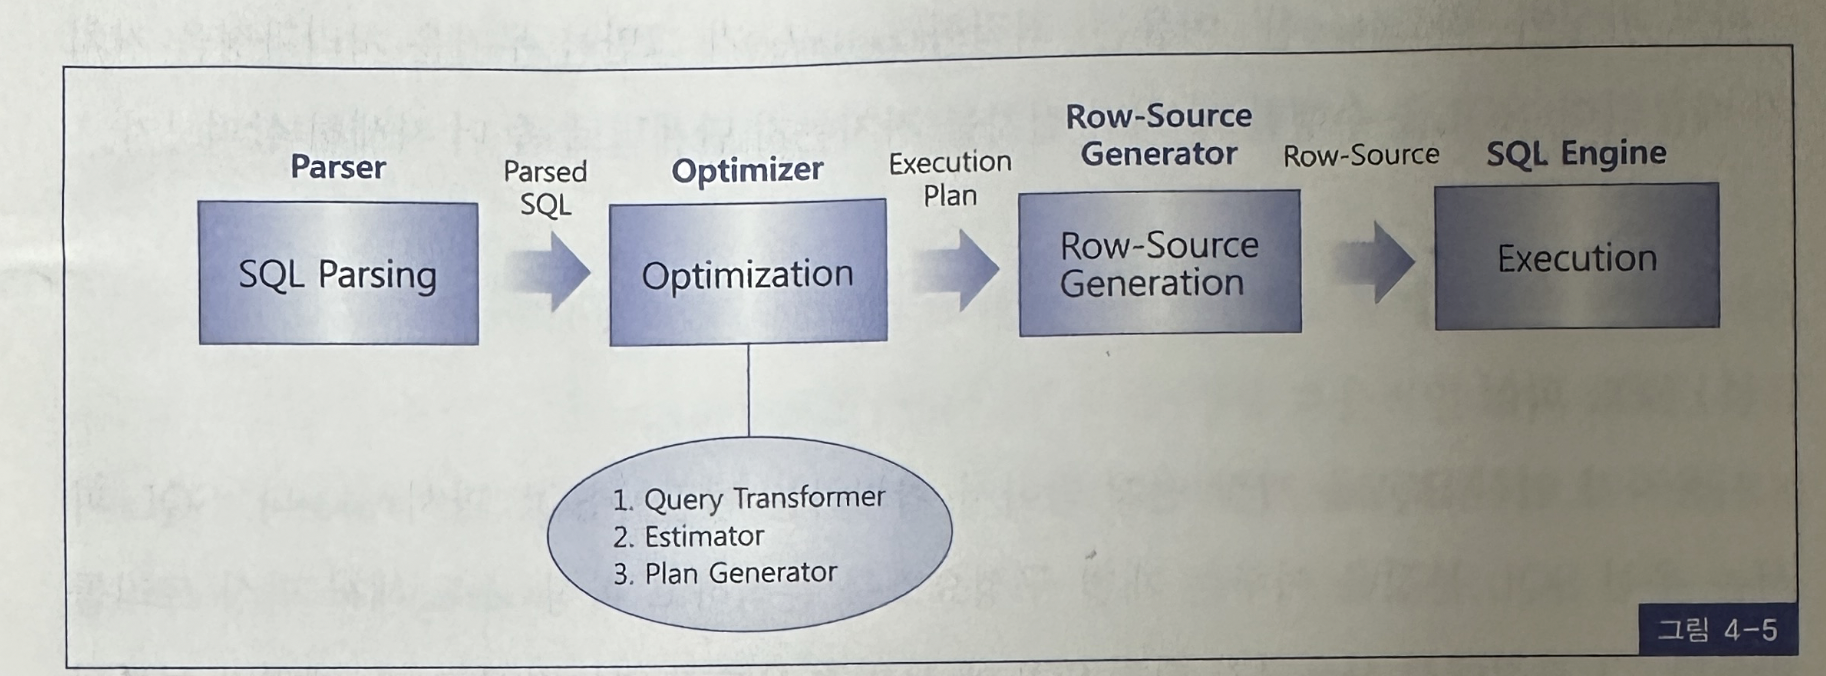 Parser
Parsed
SQL
Optimizer
Execution
Plan
Row-Source
Generator
Row-Source
SQL Engine
SQL Parsing
Optimization
Row-Source
Generation
Execution
1. Query Transformer
2. Estimator
3. Plan Generator
그림 4-5